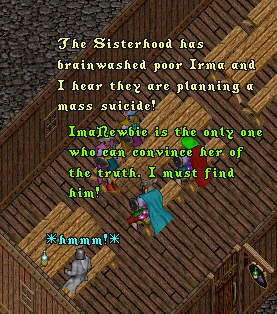 The Sisterhood has
brainwashed poor Irma and
I hear they are planning a
mass suicide!
ImaNewbie is the only one
who can convince her of
the truth. I must find
him!
*hmmm!*